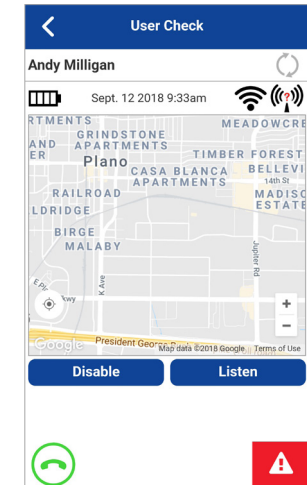 User Check
Andy Milligan
Sept. 12 2018 9:33am
RTMENTS
MEADOWCRE
GRINDSTONE
AND APARTMENTS
ER
TIMBER FOREST
Plano
CASA BLANCA
APARTMENTS
BELLEVI
14th St
RAILROAD
MADISO
ESTATE
LDRIDGE
BIRGE
MALABY
Jupiter Rd
K Ave
E Pl
kwy
+
−
Google
President George
Map data ©2018 Google
Terms of Use
Disable
Listen